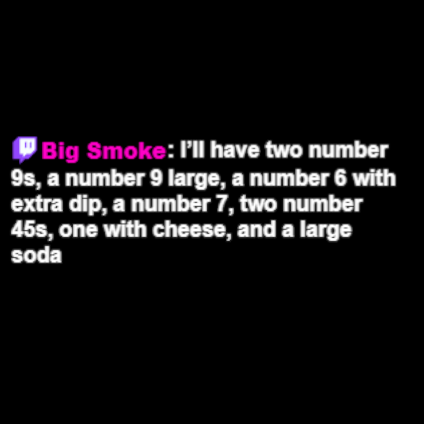 Big Smoke: I’ll have two number
9s, a number 9 large, a number 6 with
extra dip, a number 7, two number
45s, one with cheese, and a large
soda